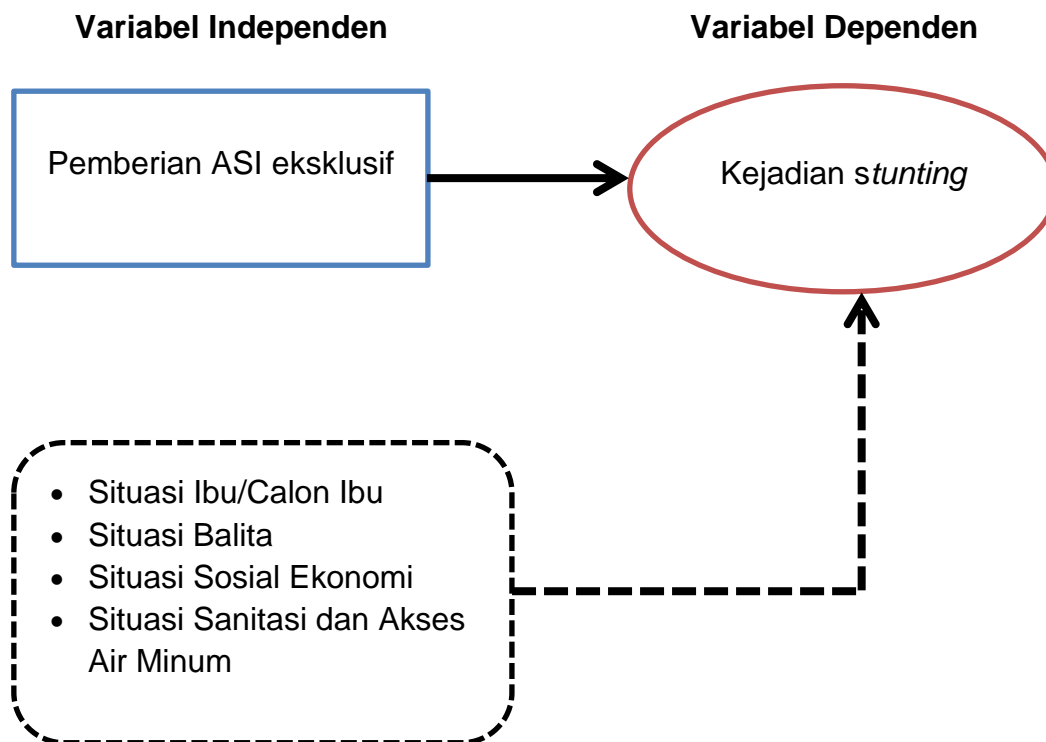 Variabel Independen
Variabel Dependen
Pemberian ASI eksklusif
Kejadian stunting
• Situasi Ibu/Calon Ibu
• Situasi Balita
• Situasi Sosial Ekonomi
• Situasi Sanitasi dan Akses
Air Minum